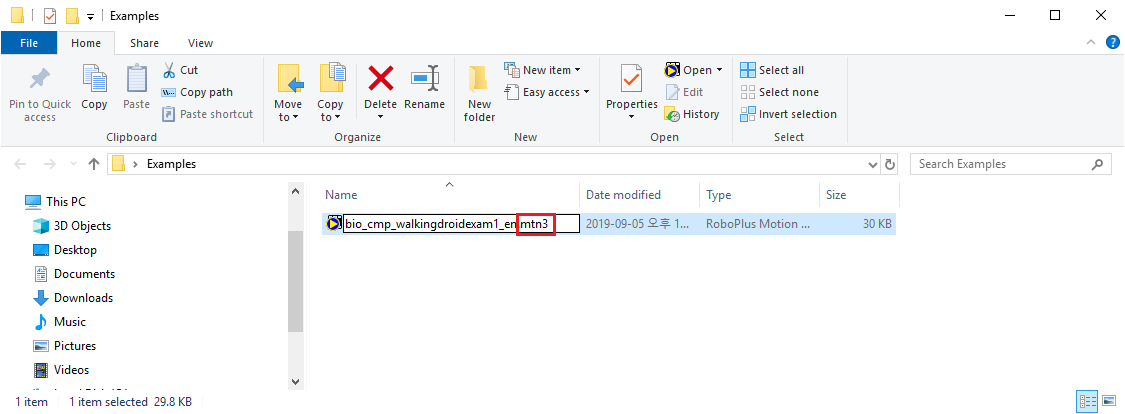 Examples
File Home Share View
Pin to Quick access
Copy
Paste
Cut
Copy path
Paste shortcut
Clipboard
Move to
Copy to
Delete
Rename
Organize
New folder
New item
Easy access
New
Properties
Open
Edit
History
Open
Select all
Select none
Invert selection
Select
Examples
Search Examples
This PC
3D Objects
Desktop
Documents
Downloads
Music
Pictures
Videos
Name Date modified Type Size
bio_cmp_walkingdroidexam1_en.mtn3 2019-09-05 오후 1... RoboPlus Motion ... 30 KB
1 item 1 item selected 29.8 KB